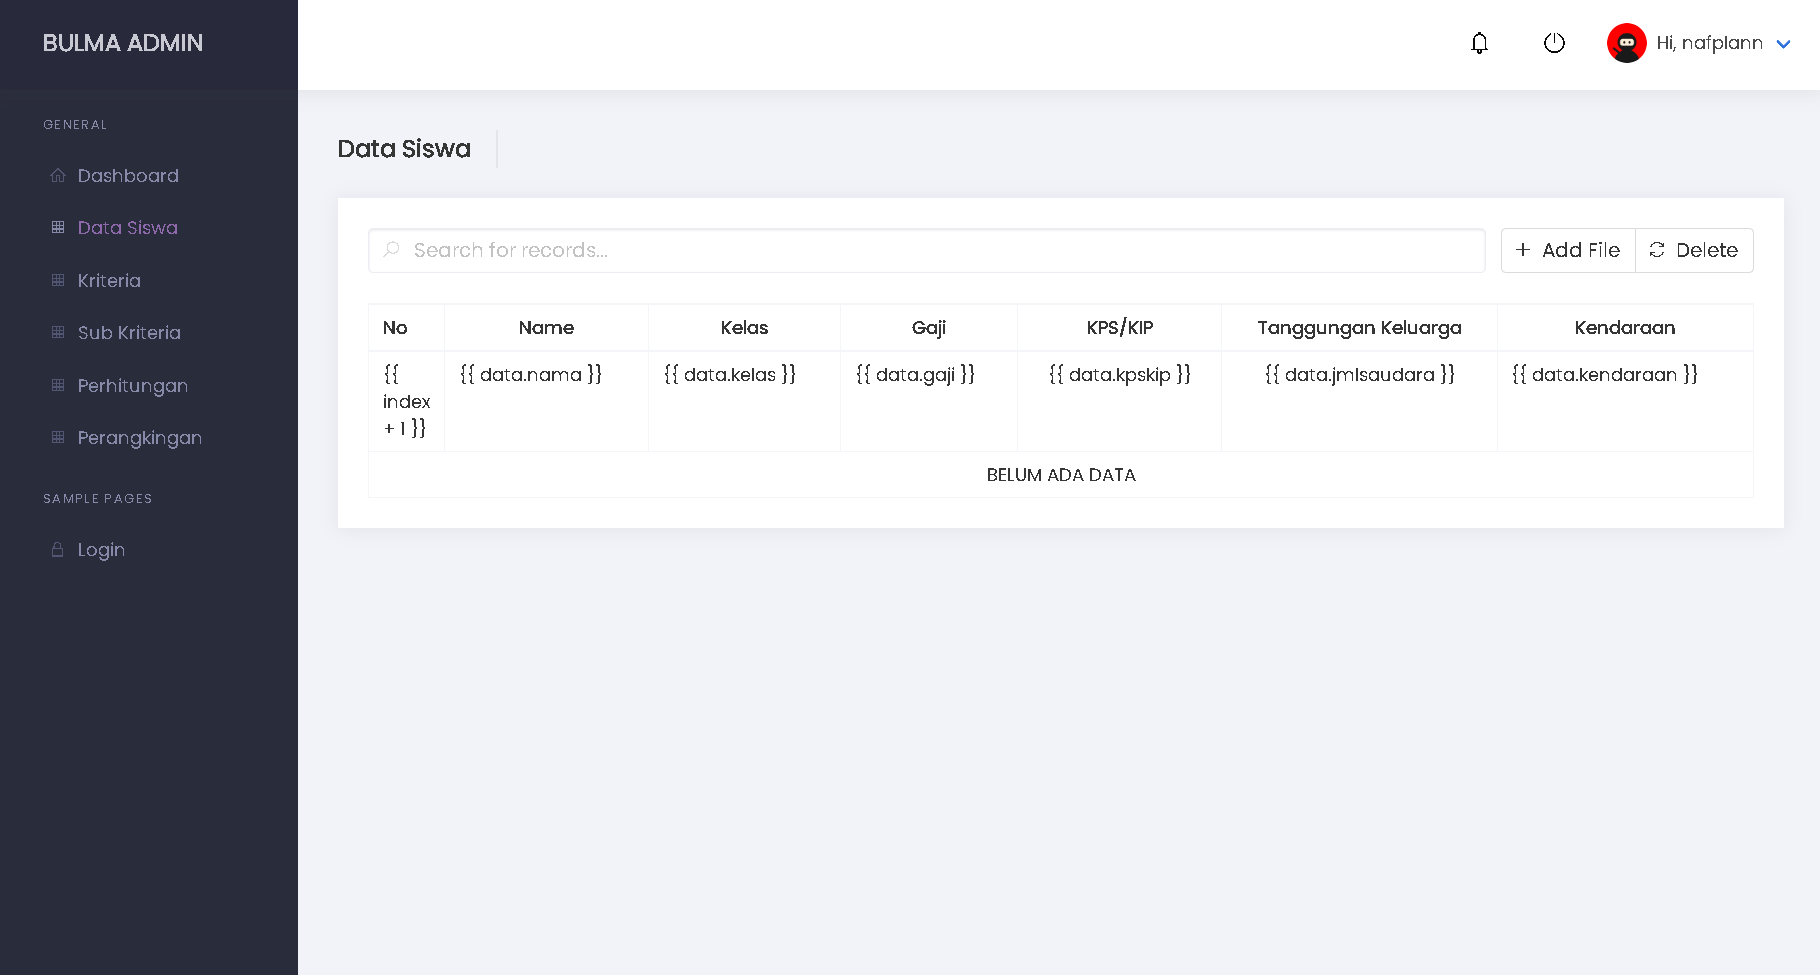 BULMA ADMIN
Hi, nafplann
GENERAL
Dashboard
Data Siswa
Kriteria
Sub Kriteria
Perhitungan
Perangkingan
SAMPLE PAGES
Login
Data Siswa
Search for records...
Add File
Delete
No Name Kelas Gaji KPS/KIP Tanggungan Keluarga Kendaraan
{{ index + 1 }} {{ data.nama }} {{ data.kelas }} {{ data.gaji }} {{ data.kpskip }} {{ data.jmlsaudara }} {{ data.kendaraan }}
BELUM ADA DATA